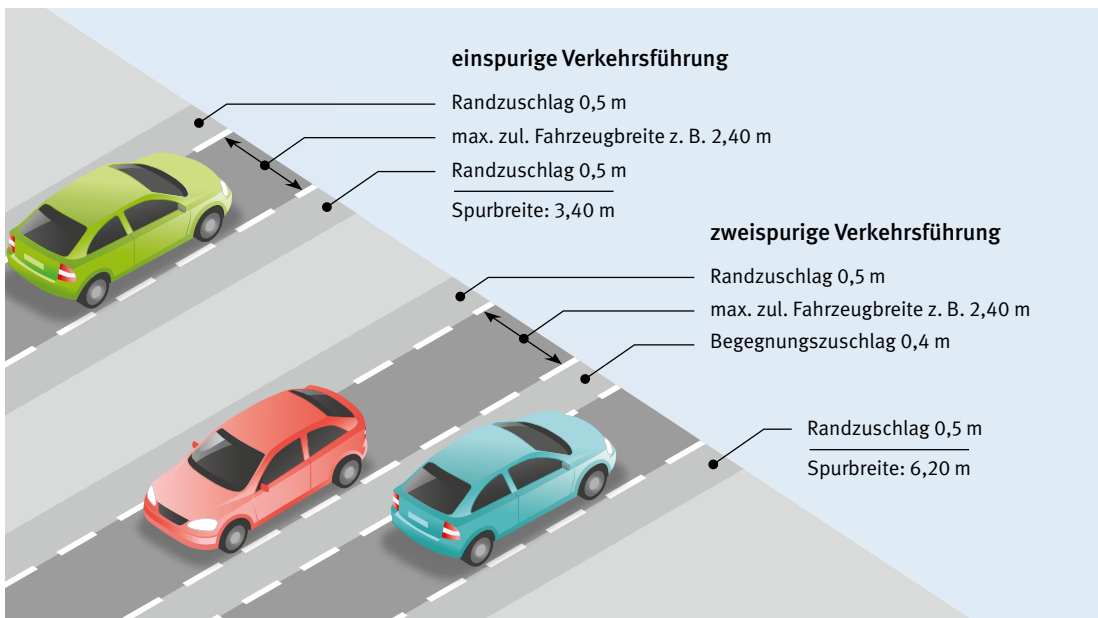 einspurige Verkehrsführung
Randzuschlag 0,5 m
max. zul. Fahrzeugbreite z. B. 2,40 m
Randzuschlag 0,5 m
Spurbreite: 3,40 m
zweispurige Verkehrsführung
Randzuschlag 0,5 m
max. zul. Fahrzeugbreite z. B. 2,40 m
Begegnungszuschlag 0,4 m
Randzuschlag 0,5 m
Spurbreite: 6,20 m